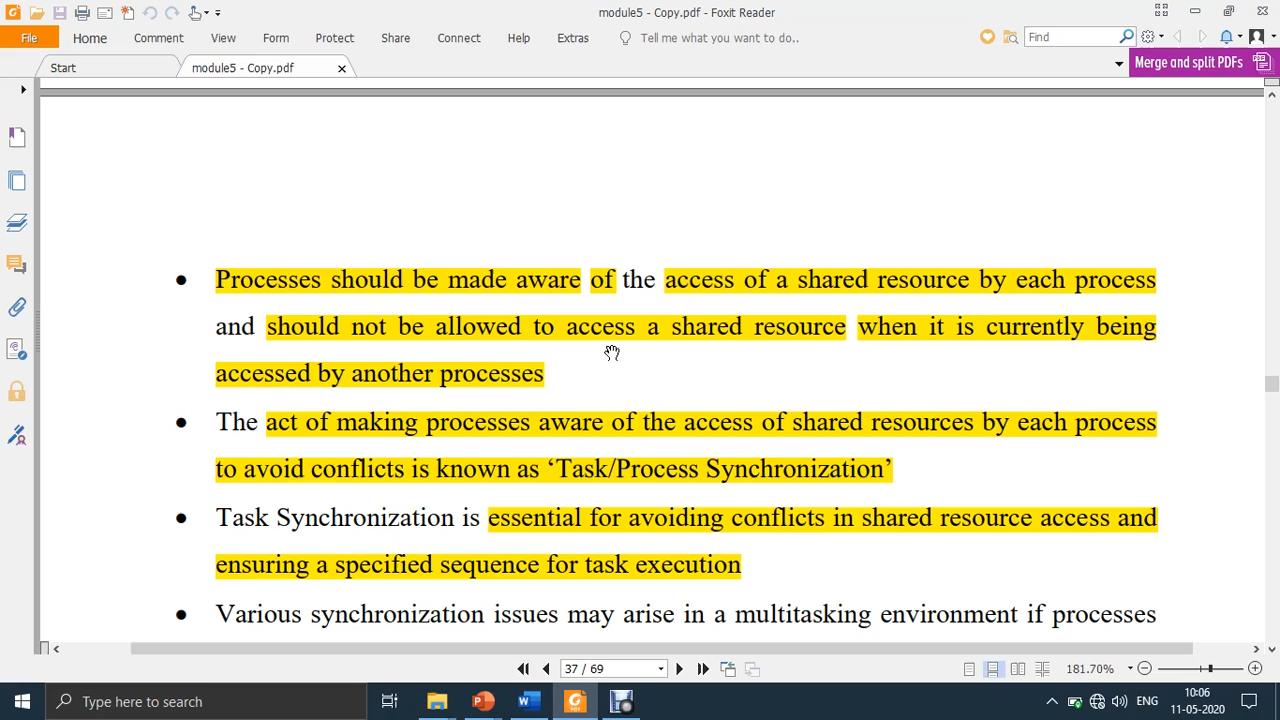 module5 - Copy.pdf - Foxit Reader
File Home Comment View Form Protect Share Connect Help Extras Tell me what you want to do.. Find
Start module5 - Copy.pdf Merge and split PDFs
• Processes should be made aware of the access of a shared resource by each process
and should not be allowed to access a shared resource when it is currently being
accessed by another processes
• The act of making processes aware of the access of shared resources by each process
to avoid conflicts is known as ‘Task/Process Synchronization’
• Task Synchronization is essential for avoiding conflicts in shared resource access and
ensuring a specified sequence for task execution
• Various synchronization issues may arise in a multitasking environment if processes
37 / 69 181.70%
Type here to search ENG 10:06
11-05-2020